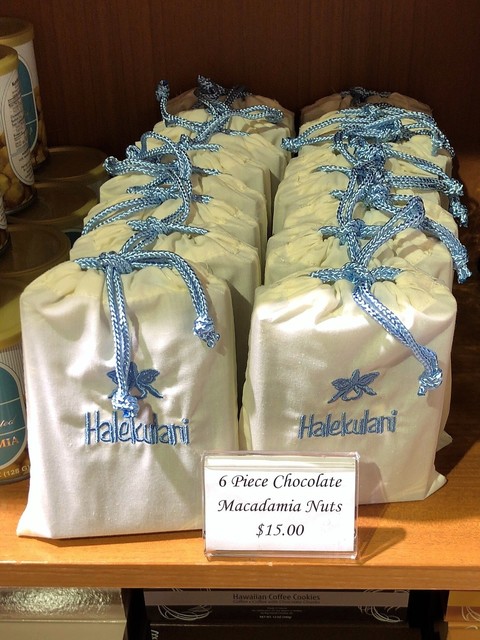 Halekulani
Halekulani
6 Piece Chocolate
Macadamia Nuts
$15.00
Hawaiian Coffee Cookies